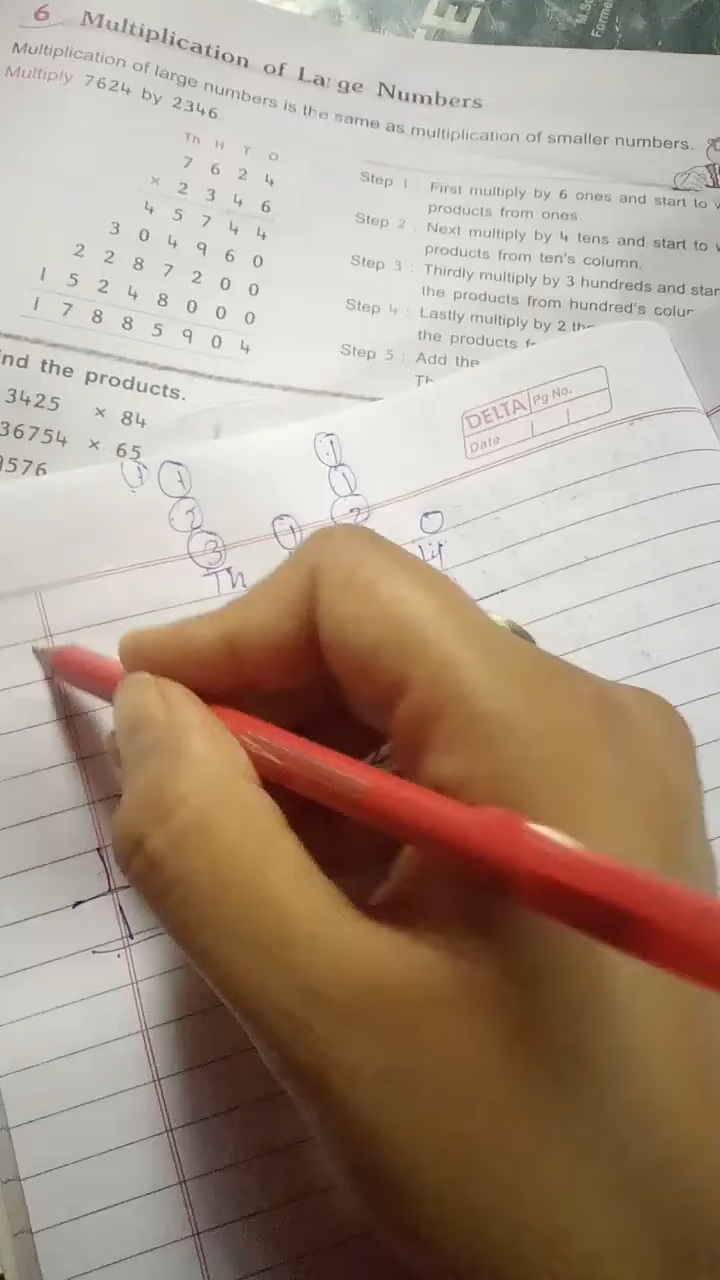 6 Multiplication of Large Numbers
Multiplication of large numbers is the same as multiplication of smaller numbers.
Multiply 7624 by 2346
Th H T O
7 6 2 4
× 2 3 4 6
4 5 7 4 4
3 0 4 9 6 0
2 2 8 7 2 0 0
1 5 2 4 8 0 0 0
1 7 8 8 5 9 0 4
Step 1 : First multiply by 6 ones and start to
products from ones
Step 2 . Next multiply by 4 tens and start to
products from ten's column.
Step 3 : Thirdly multiply by 3 hundreds and
the products from hundred's
Step 4 : Lastly multiply by 2
the products
Step 5 : Add the
the products.
3425 × 84
36754 × 65
DELTA Pg No.
Date
1 1 1
2 1
3 1 2 O
Th